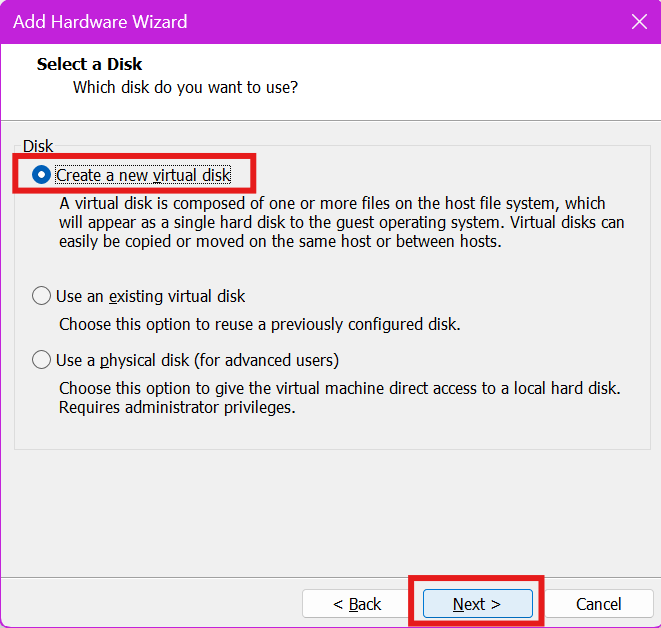 Add Hardware Wizard
Select a Disk
Which disk do you want to use?
Disk
Create a new virtual disk
A virtual disk is composed of one or more files on the host file system, which
will appear as a single hard disk to the guest operating system. Virtual disks can
easily be copied or moved on the same host or between hosts.
Use an existing virtual disk
Choose this option to reuse a previously configured disk.
Use a physical disk (for advanced users)
Choose this option to give the virtual machine direct access to a local hard disk.
Requires administrator privileges.
< Back
Next >
Cancel